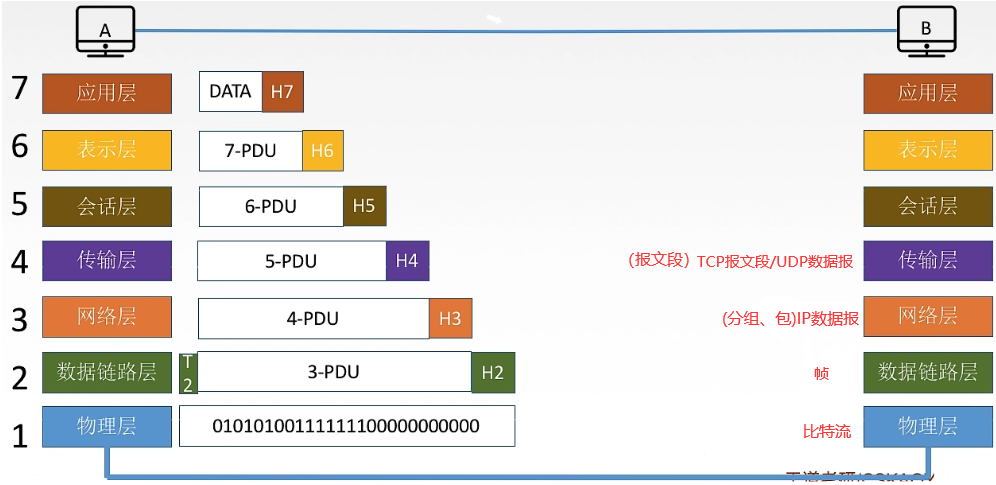 A
B
7 应用层 DATA H7 应用层
6 表示层 7-PDU H6 表示层
5 会话层 6-PDU H5 会话层
4 传输层 5-PDU H4 (报文段) TCP报文段/UDP数据报 传输层
3 网络层 4-PDU H3 (分组、包)IP数据报 网络层
2 数据链路层 T2 3-PDU H2 帧 数据链路层
1 物理层 0101010011111110000000000 比特流 物理层